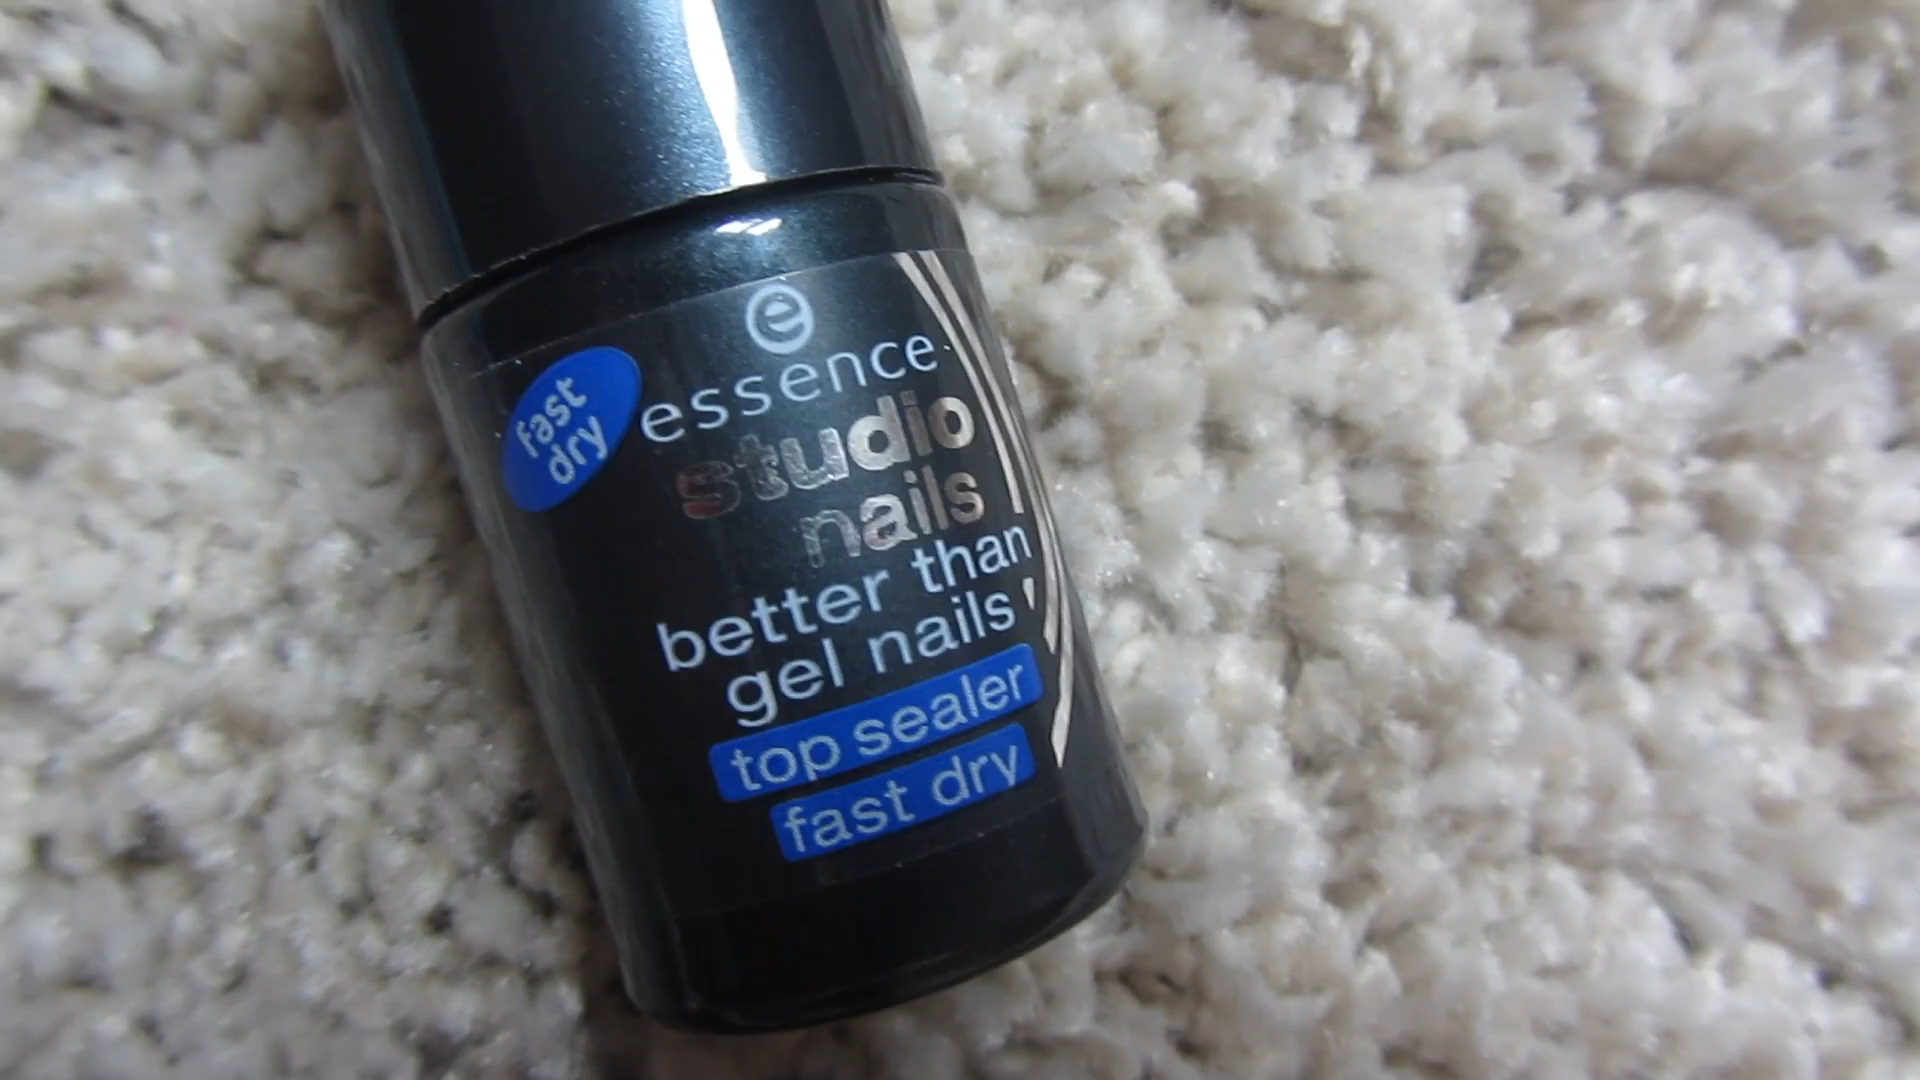 fast
dry
e
essence
studio
nails
better than
gel nails
top sealer
fast dry